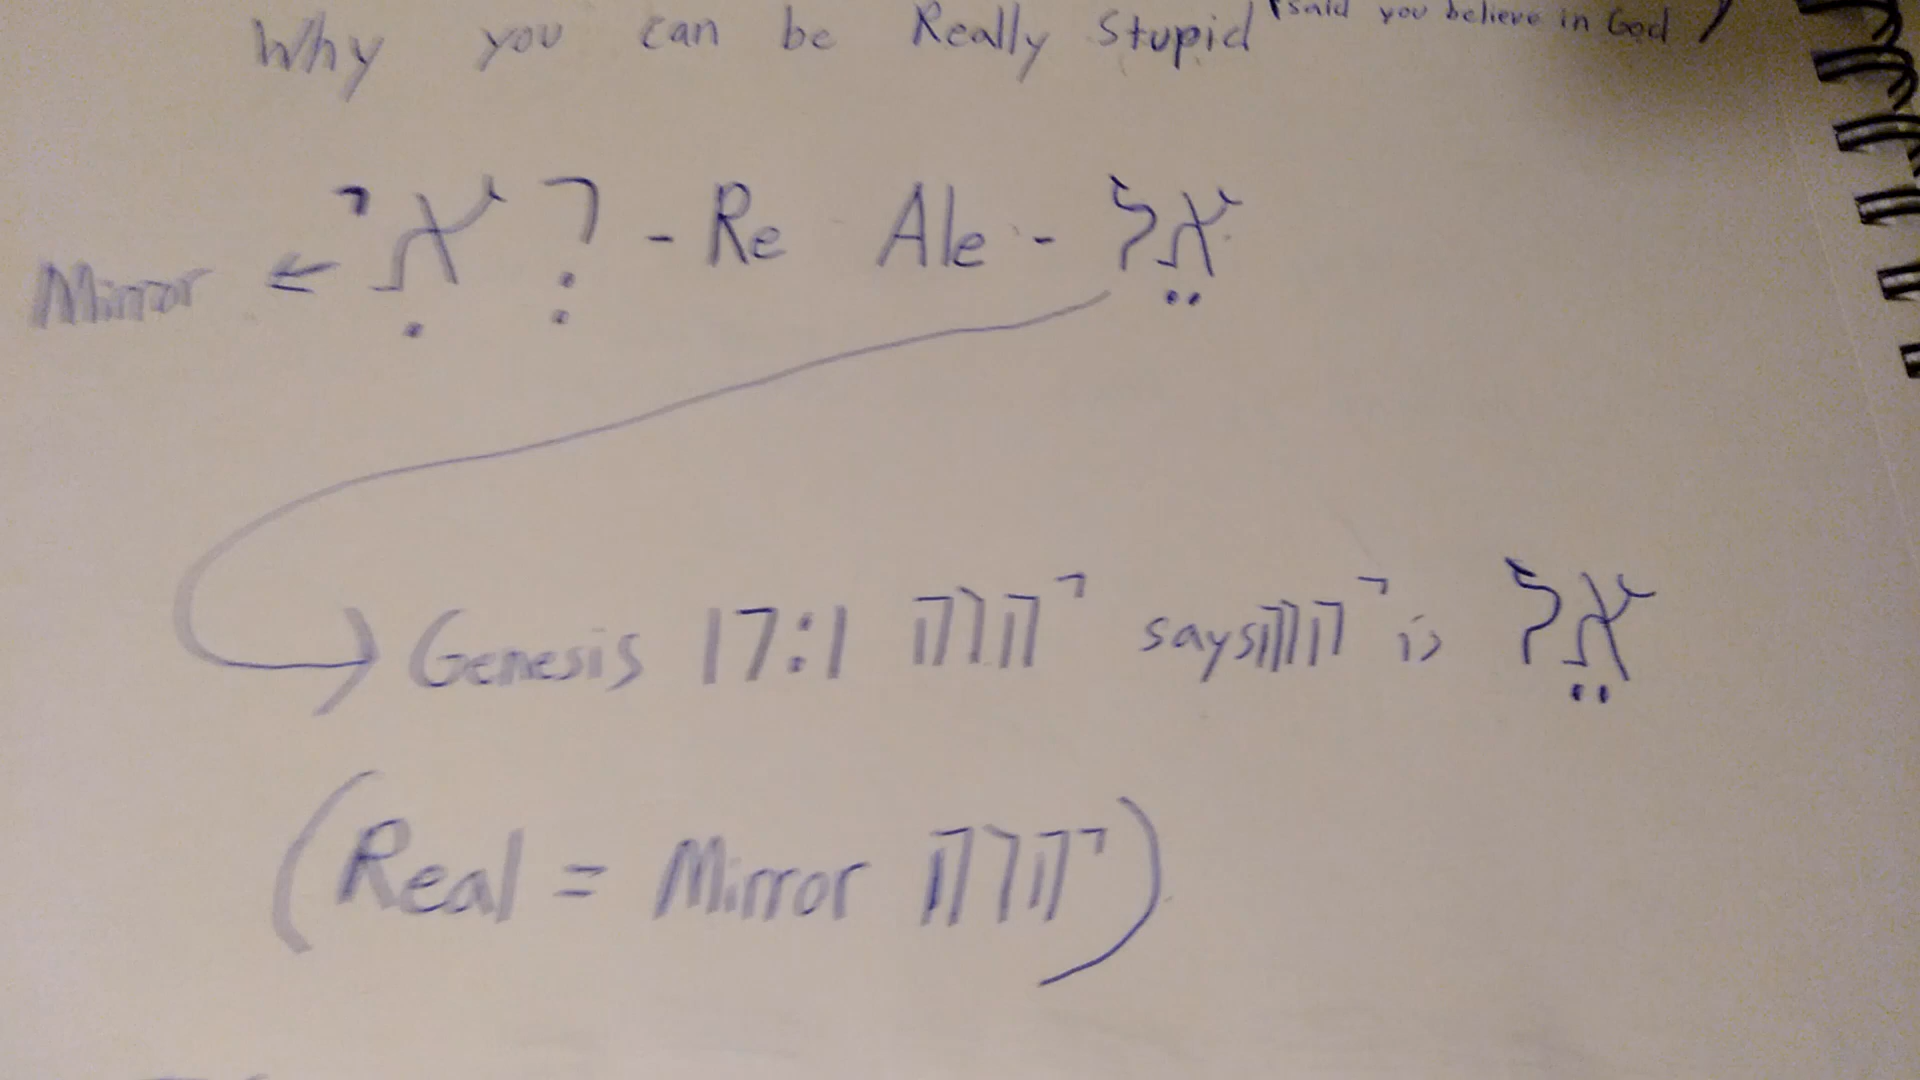 Why you can be Really Stupid (said you believe in God)
Mirror ← רְאִי - Re Ale - אֵל
Genesis 17:1 יהוה says יהוה is אֵל
(Real = Mirror יהוה)